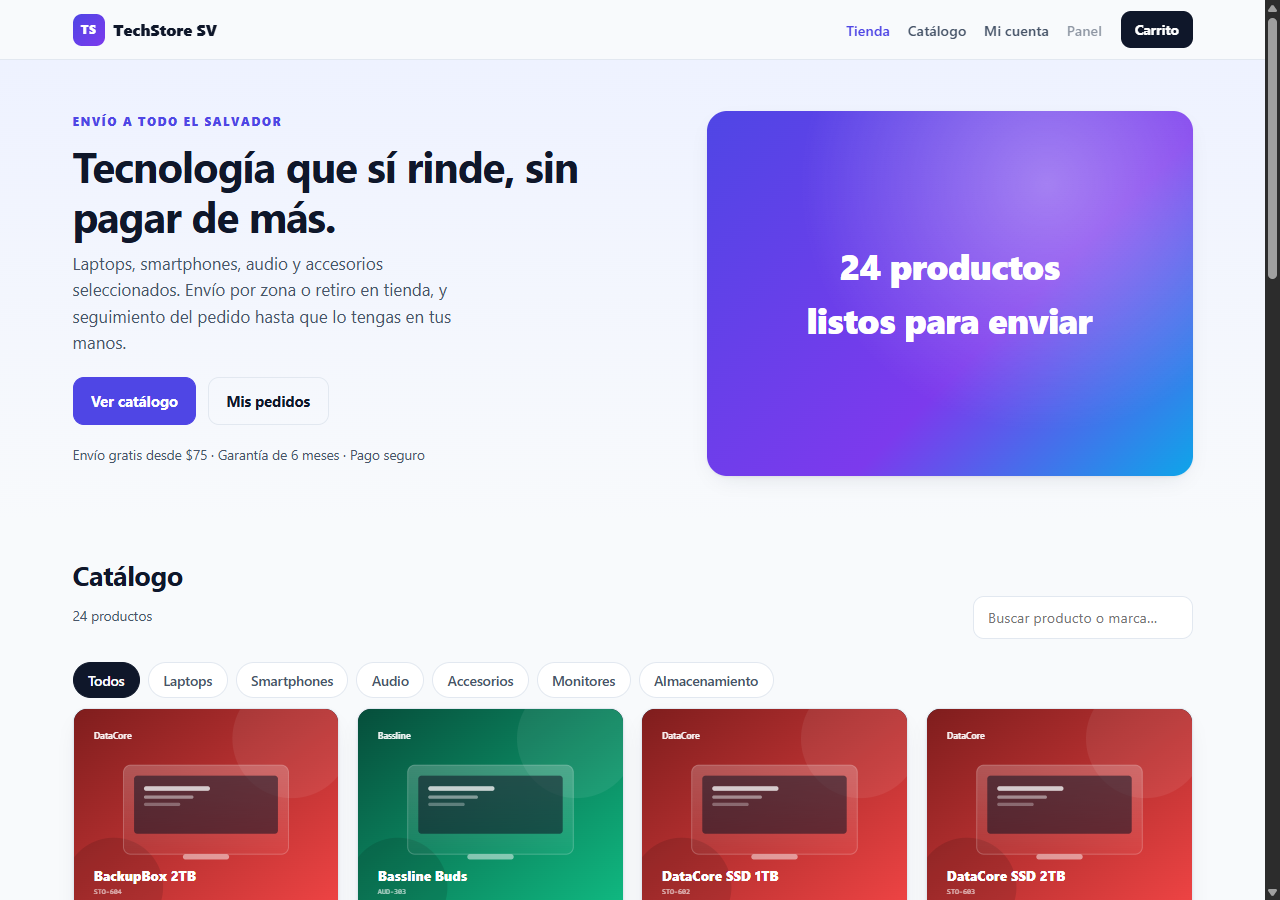 TS
TechStore SV
Tienda
Catálogo
Mi cuenta
Panel
Carrito
ENVÍO A TODO EL SALVADOR
Tecnología que sí rinde, sin
pagar de más.
Laptops, smartphones, audio y accesorios
seleccionados. Envío por zona o retiro en tienda, y
seguimiento del pedido hasta que lo tengas en tus
manos.
Ver catálogo
Mis pedidos
Envío gratis desde $75 · Garantía de 6 meses · Pago seguro
24 productos
listos para enviar
Catálogo
24 productos
Buscar producto o marca...
Todos
Laptops
Smartphones
Audio
Accesorios
Monitores
Almacenamiento
DataCore
BackupBox 2TB
STO-604
Bassline
Bassline Buds
AUD-303
DataCore
DataCore SSD 1TB
STO-602
DataCore
DataCore SSD 2TB
STO-603